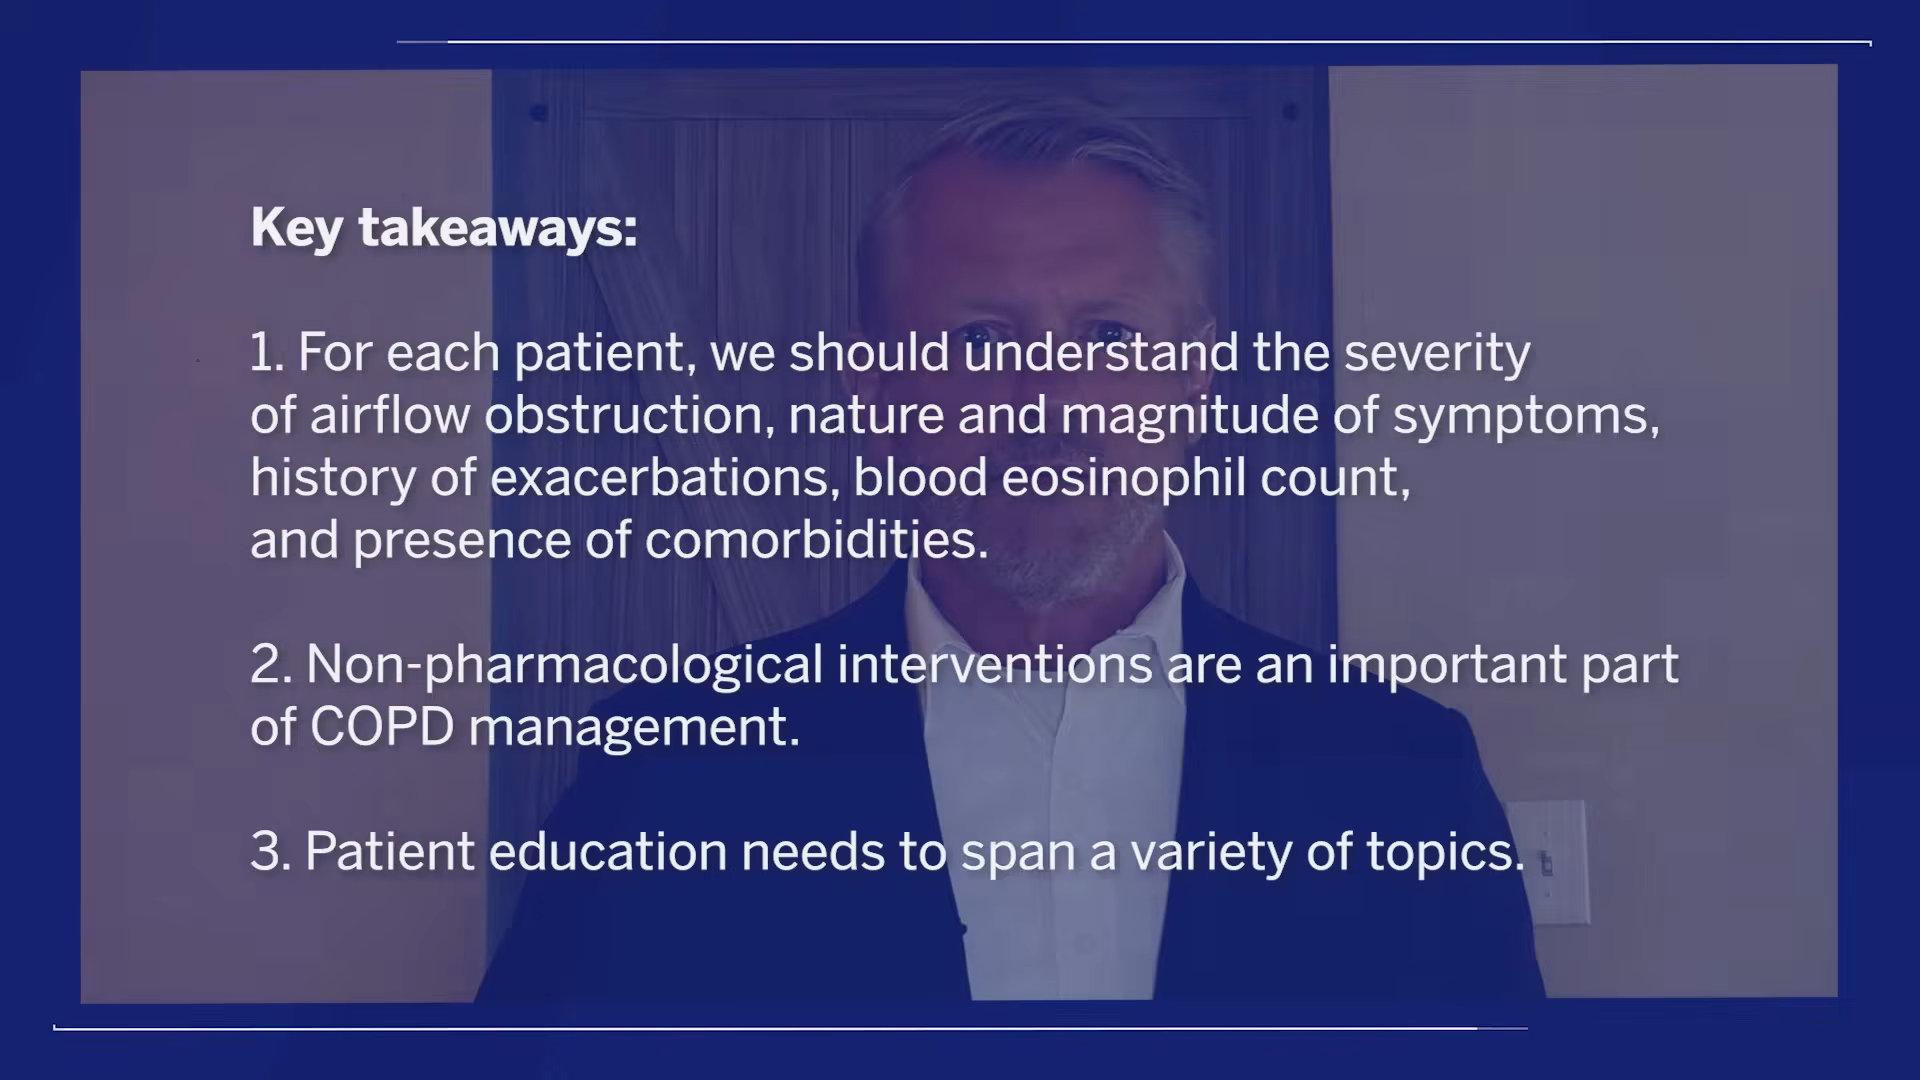 Key takeaways:
1. For each patient, we should understand the severity
of airflow obstruction, nature and magnitude of symptoms,
history of exacerbations, blood eosinophil count,
and presence of comorbidities.
2. Non-pharmacological interventions are an important part
of COPD management.
3. Patient education needs to span a variety of topics.